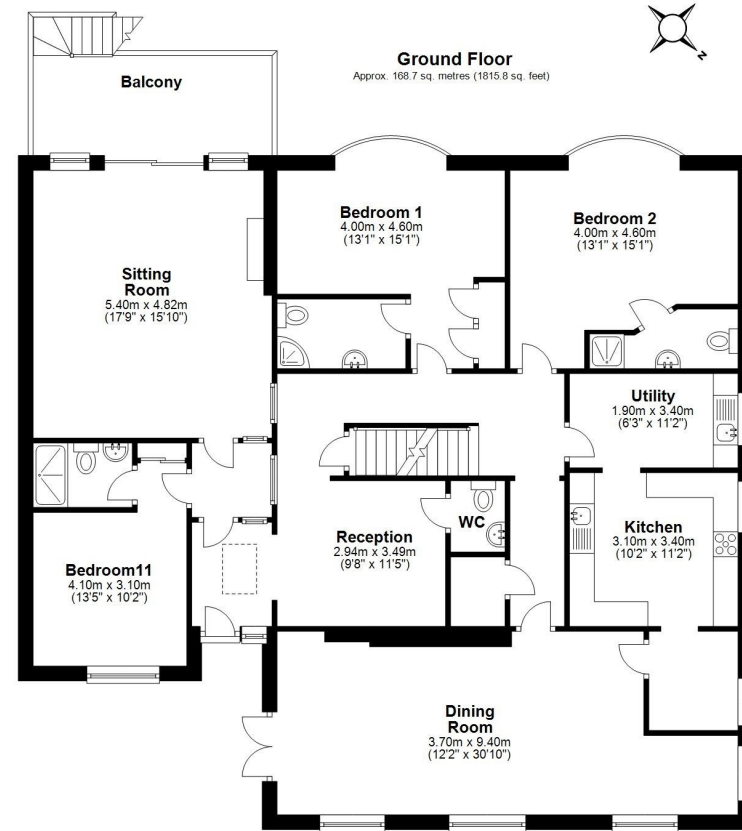 Ground Floor
Approx. 168.7 sq. metres (1815.8 sq. feet)
N
Balcony
Bedroom 1
4.00m x 4.60m
(13'1" x 15'1")
Bedroom 2
4.00m x 4.60m
(13'1" x 15'1")
Sitting
Room
5.40m x 4.82m
(17'9" x 15'10")
Utility
1.90m x 3.40m
(6'3" x 11'2")
WC
Reception
2.94m x 3.49m
(9'8" x 11'5")
Kitchen
3.10m x 3.40m
(10'2" x 11'2")
Bedroom11
4.10m x 3.10m
(13'5" x 10'2")
Dining
Room
3.70m x 9.40m
(12'2" x 30'10")